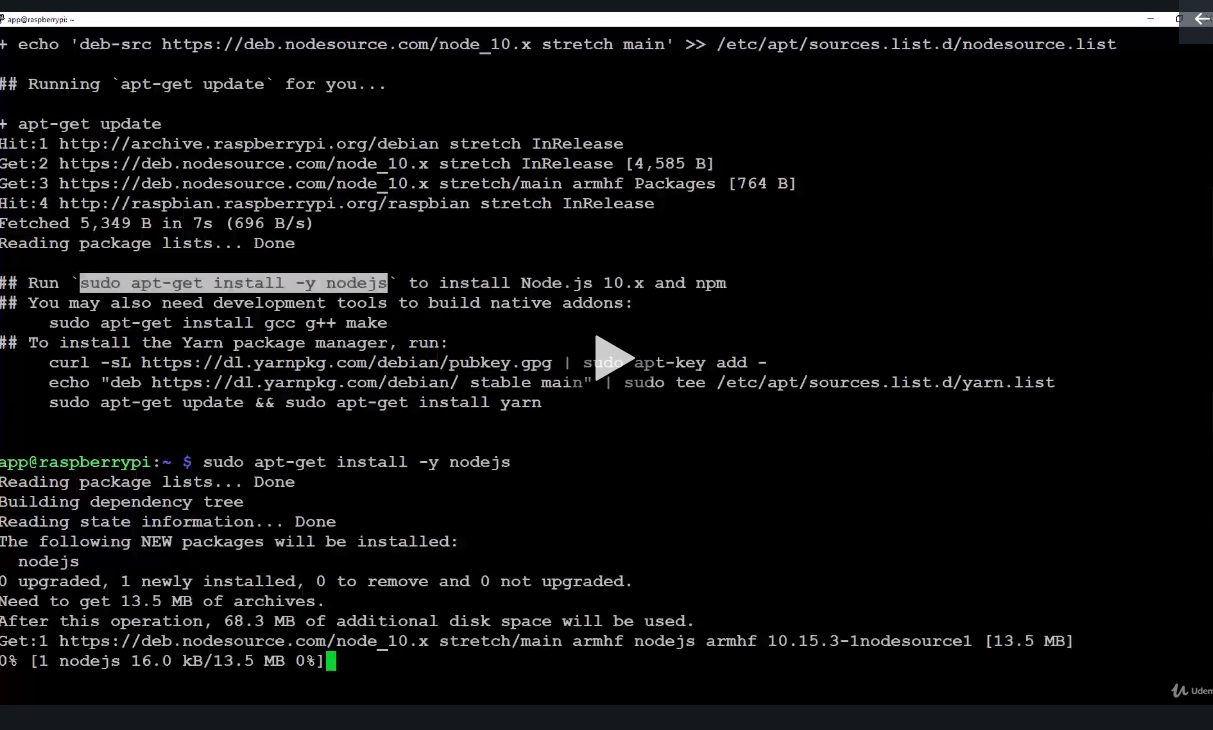 app@raspberrypi: ~
+ echo 'deb-src https://deb.nodesource.com/node_10.x stretch main' >> /etc/apt/sources.list.d/nodesource.list
## Running `apt-get update` for you...
+ apt-get update
Hit:1 http://archive.raspberrypi.org/debian stretch InRelease
Get:2 https://deb.nodesource.com/node_10.x stretch InRelease [4,585 B]
Get:3 https://deb.nodesource.com/node_10.x stretch/main armhf Packages [764 B]
Hit:4 http://raspbian.raspberrypi.org/raspbian stretch InRelease
Fetched 5,349 B in 7s (696 B/s)
Reading package lists... Done
## Run `sudo apt-get install -y nodejs` to install Node.js 10.x and npm
## You may also need development tools to build native addons:
sudo apt-get install gcc g++ make
## To install the Yarn package manager, run:
curl -sL https://dl.yarnpkg.com/debian/pubkey.gpg | sudo apt-key add -
echo "deb https://dl.yarnpkg.com/debian/ stable main" | sudo tee /etc/apt/sources.list.d/yarn.list
sudo apt-get update && sudo apt-get install yarn
app@raspberrypi:~ $ sudo apt-get install -y nodejs
Reading package lists... Done
Building dependency tree
Reading state information... Done
The following NEW packages will be installed:
nodejs
0 upgraded, 1 newly installed, 0 to remove and 0 not upgraded.
Need to get 13.5 MB of archives.
After this operation, 68.3 MB of additional disk space will be used.
Get:1 https://deb.nodesource.com/node_10.x stretch/main armhf nodejs armhf 10.15.3-1nodesource1 [13.5 MB]
0% [1 nodejs 16.0 kB/13.5 MB 0%]
Udem